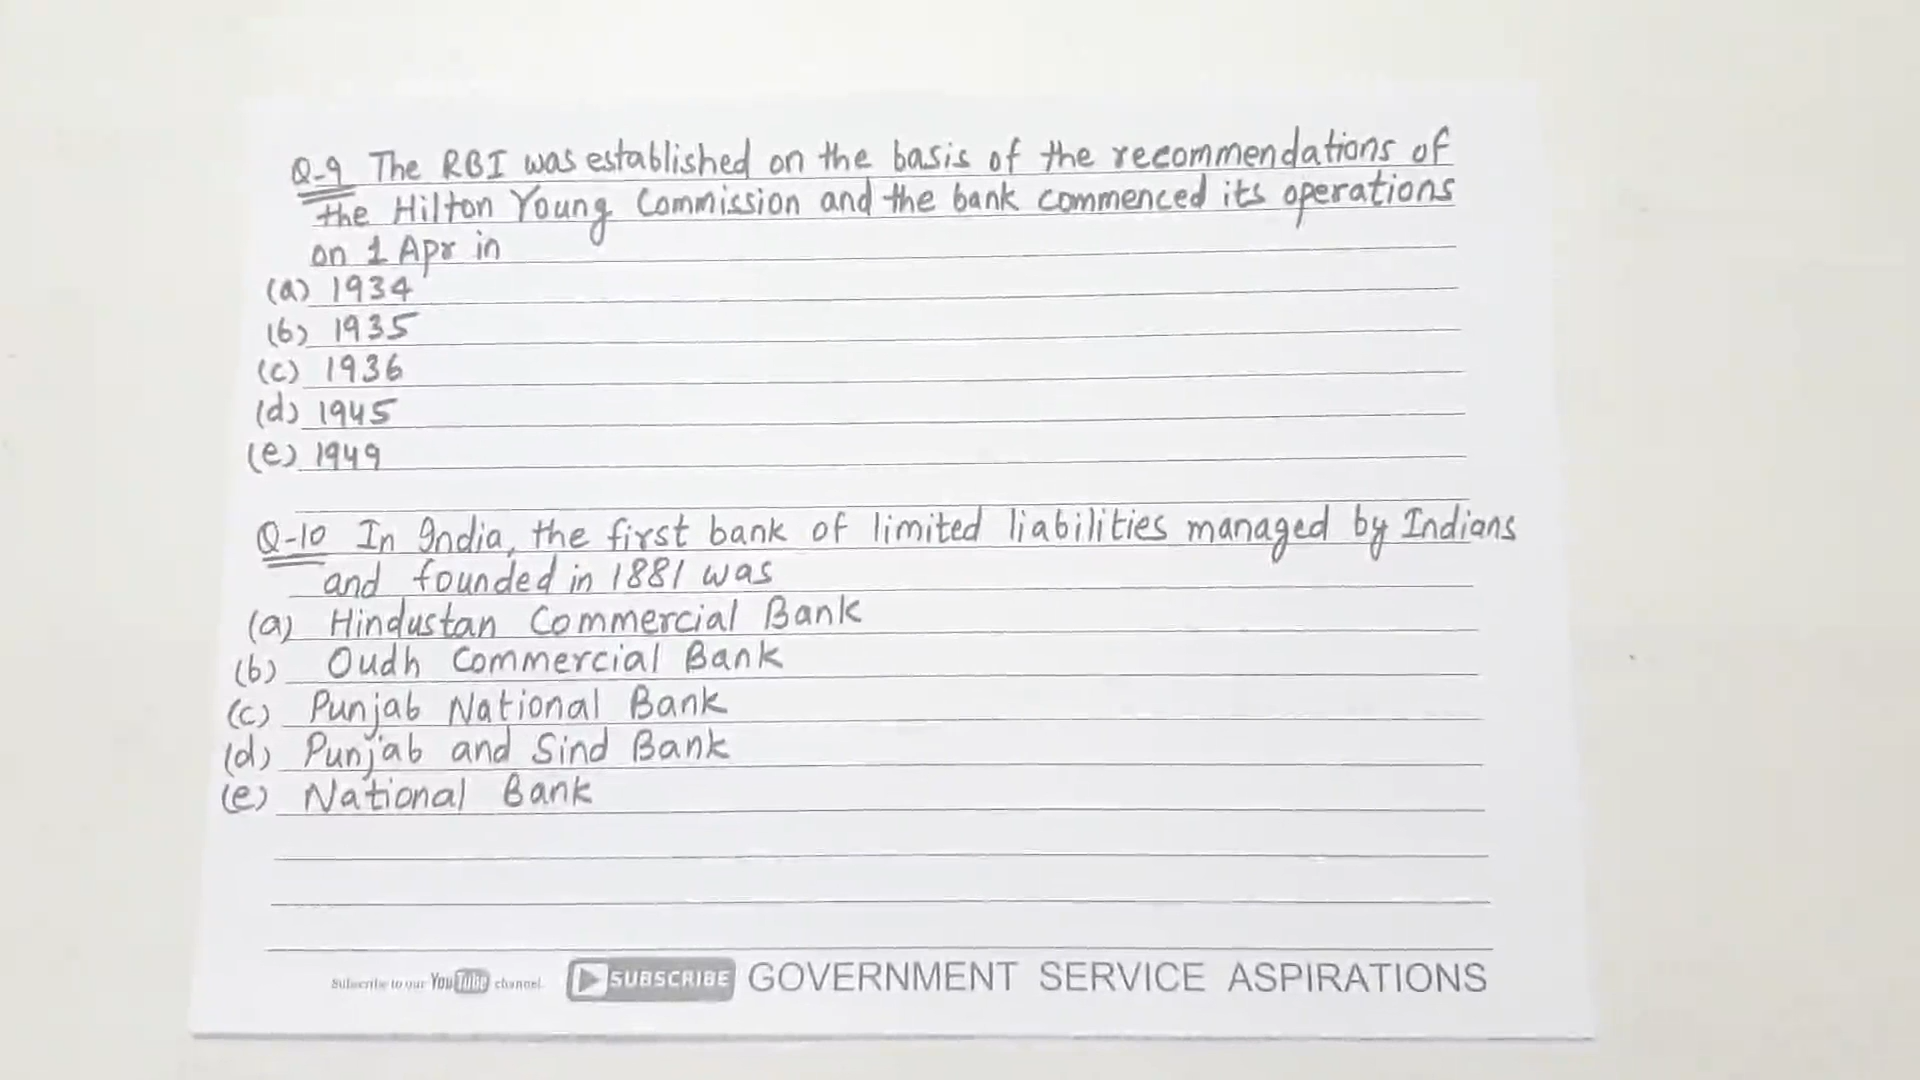 Q-9 The RBI was established on the basis of the recommendations of
the Hilton Young Commission and the bank commenced its operations
on 1 Apr in
(a) 1934
(b) 1935
(c) 1936
(d) 1945
(e) 1949
Q-10 In India, the first bank of limited liabilities managed by Indians
and founded in 1881 was
(a) Hindustan Commercial Bank
(b) Oudh Commercial Bank
(c) Punjab National Bank
(d) Punjab and Sind Bank
(e) National Bank
Subscribe to our YouTube channel. SUBSCRIBE GOVERNMENT SERVICE ASPIRATIONS